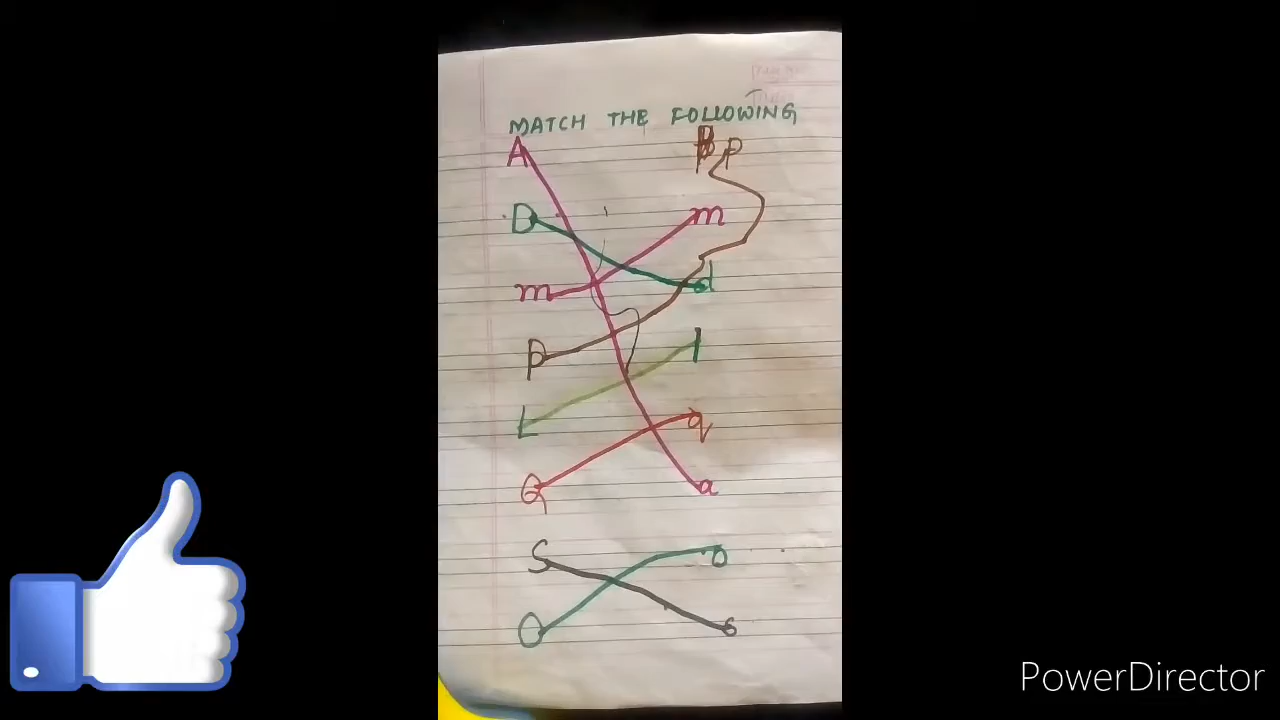 MATCH THE FOLLOWING
A p
D m
m d
P l
L q
Q a
S o
O s
PowerDirector